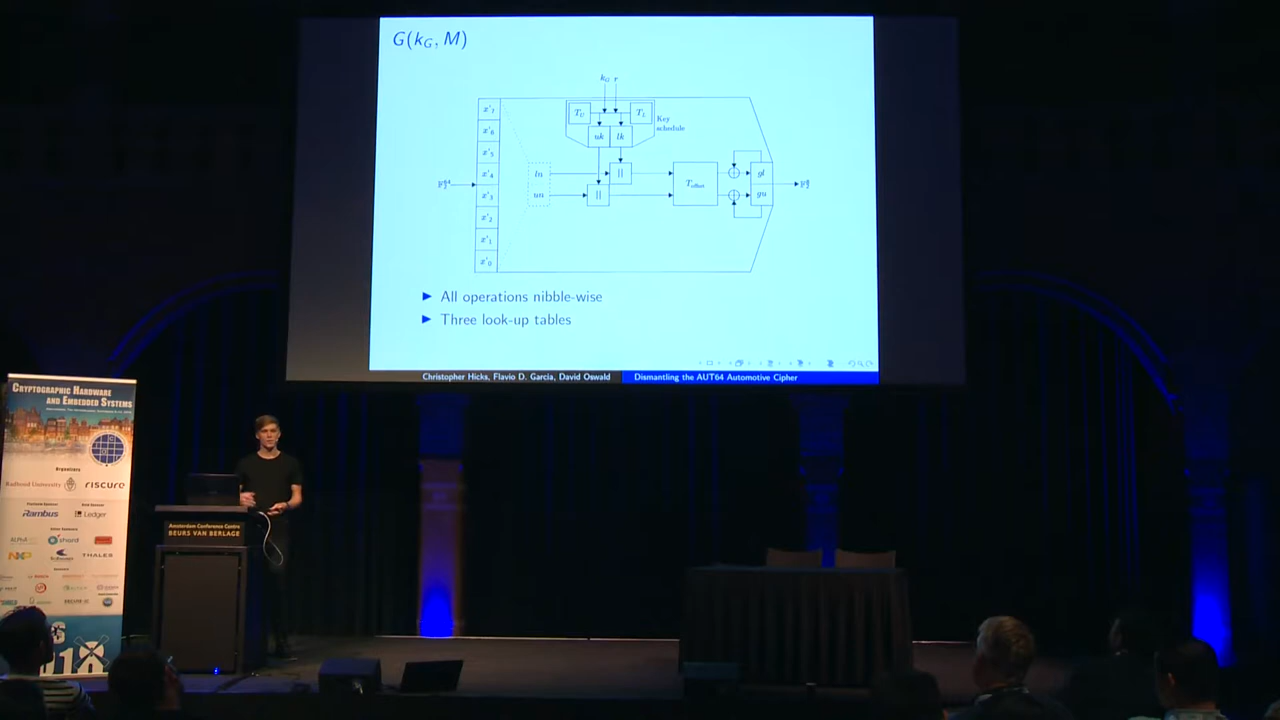 G(k_G, M)
k_G r
T_U
T_L
Key
schedule
uk lk
x'_7
x'_6
x'_5
x'_4
x'_3
x'_2
x'_1
x'_0
ln
un
||
||
T_offset
gl
gu
All operations nibble-wise
Three look-up tables
Christopher Hicks, Flavio D. Garcia, David Oswald
Dismantling the AUT64 Automotive Cipher
Cryptographic Hardware
and Embedded Systems
Organizers
Radboud University
riscure
Rambus
Ledger
NXP
THALES
Amsterdam Conference Centre
BEURS VAN BERLAGE